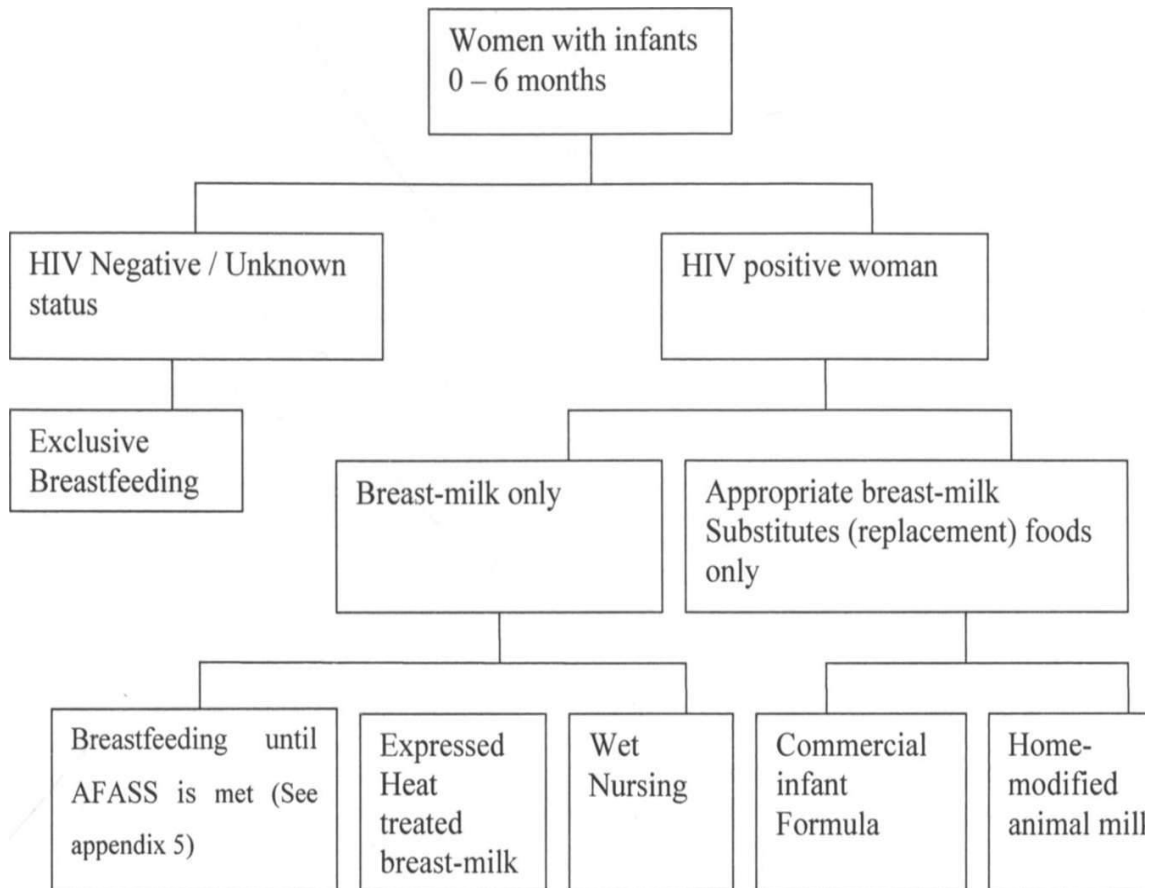 Women with infants
0 – 6 months
HIV Negative / Unknown
status
HIV positive woman
Exclusive
Breastfeeding
Breast-milk only
Appropriate breast-milk
Substitutes (replacement) foods
only
Breastfeeding until
AFASS is met (See
appendix 5)
Expressed
Heat
treated
breast-milk
Wet
Nursing
Commercial
infant
Formula
Home-
modified
animal mil